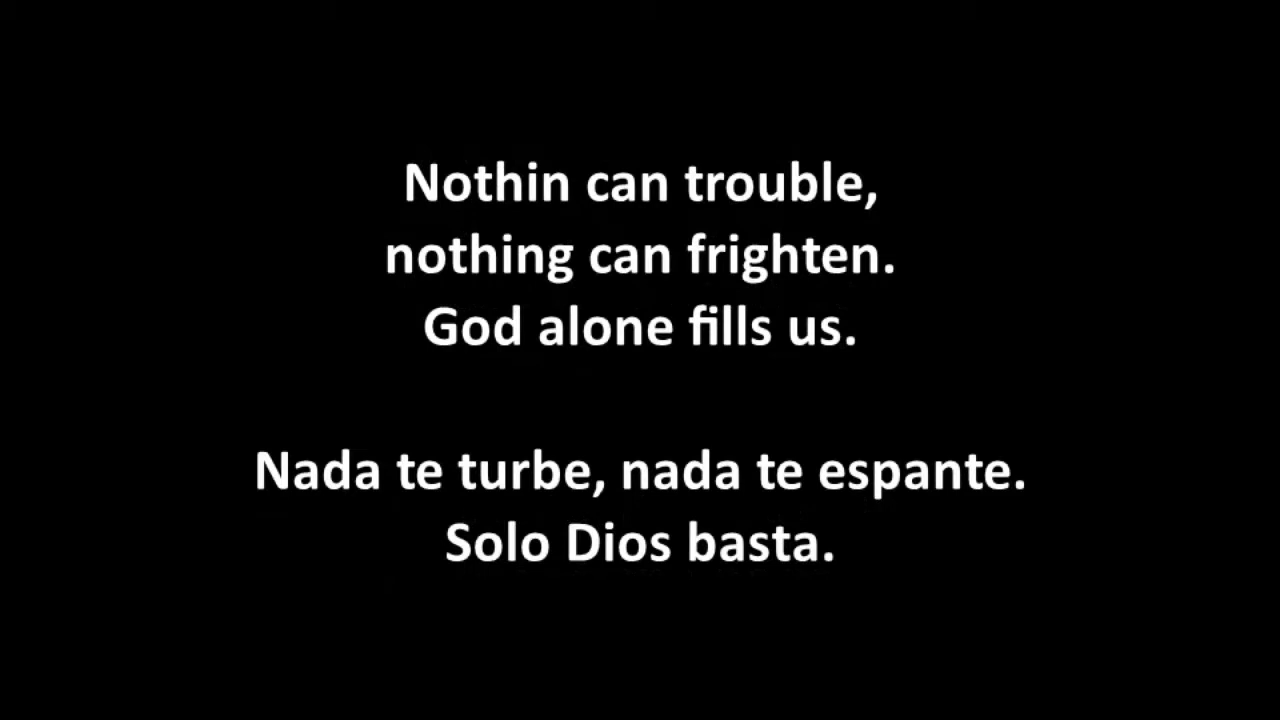 Nothin can trouble,
nothing can frighten.
God alone fills us.
Nada te turbe, nada te espante.
Solo Dios basta.